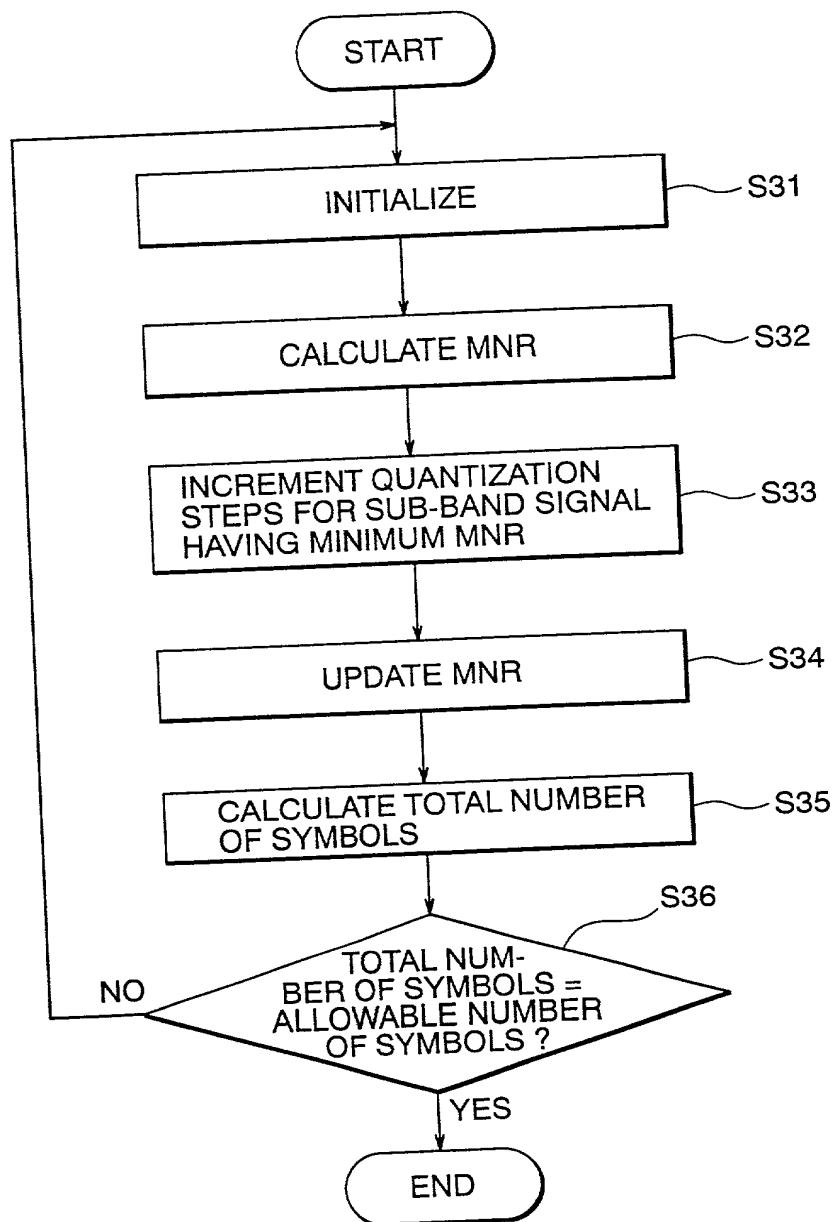 START
INITIALIZE
S31
CALCULATE MNR
S32
INCREMENT QUANTIZATION
STEPS FOR SUB-BAND SIGNAL
HAVING MINIMUM MNR
S33
UPDATE MNR
S34
CALCULATE TOTAL NUMBER
OF SYMBOLS
S35
S36
TOTAL NUM-
BER OF SYMBOLS =
ALLOWABLE NUMBER
OF SYMBOLS ?
NO
YES
END